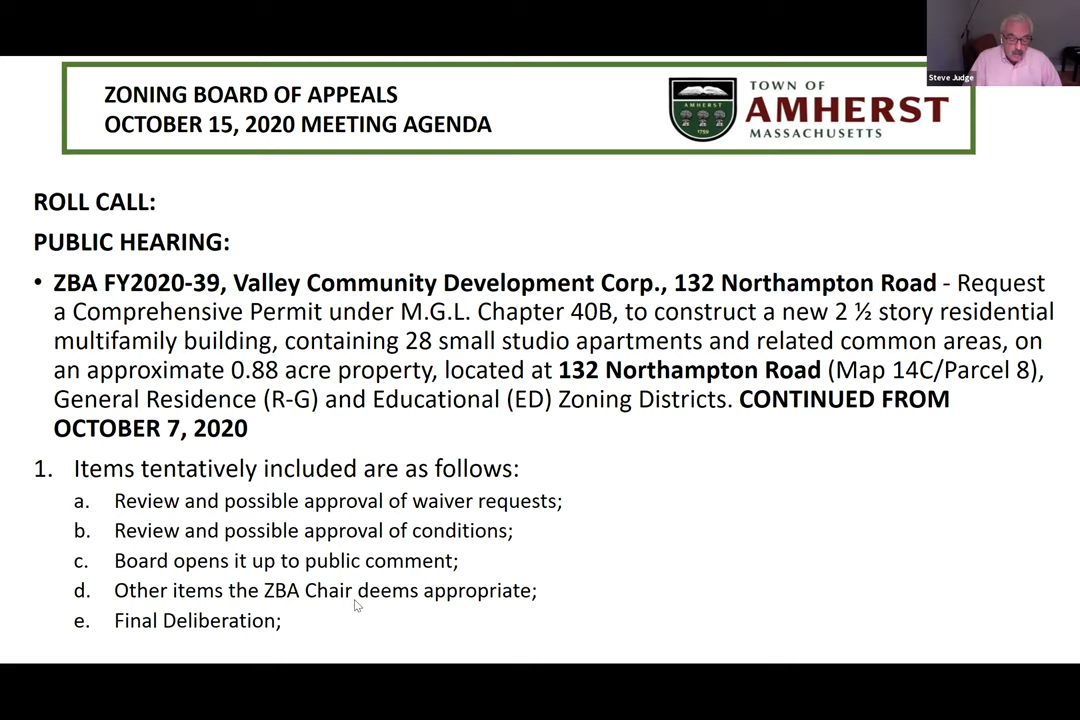 Steve Judge
ZONING BOARD OF APPEALS
OCTOBER 15, 2020 MEETING AGENDA
AMHERST
1759
TOWN OF
AMHERST
MASSACHUSETTS
ROLL CALL:
PUBLIC HEARING:
• ZBA FY2020-39, Valley Community Development Corp., 132 Northampton Road - Request
a Comprehensive Permit under M.G.L. Chapter 40B, to construct a new 2 ½ story residential
multifamily building, containing 28 small studio apartments and related common areas, on
an approximate 0.88 acre property, located at 132 Northampton Road (Map 14C/Parcel 8),
General Residence (R-G) and Educational (ED) Zoning Districts. CONTINUED FROM
OCTOBER 7, 2020
1. Items tentatively included are as follows:
a. Review and possible approval of waiver requests;
b. Review and possible approval of conditions;
c. Board opens it up to public comment;
d. Other items the ZBA Chair deems appropriate;
e. Final Deliberation;